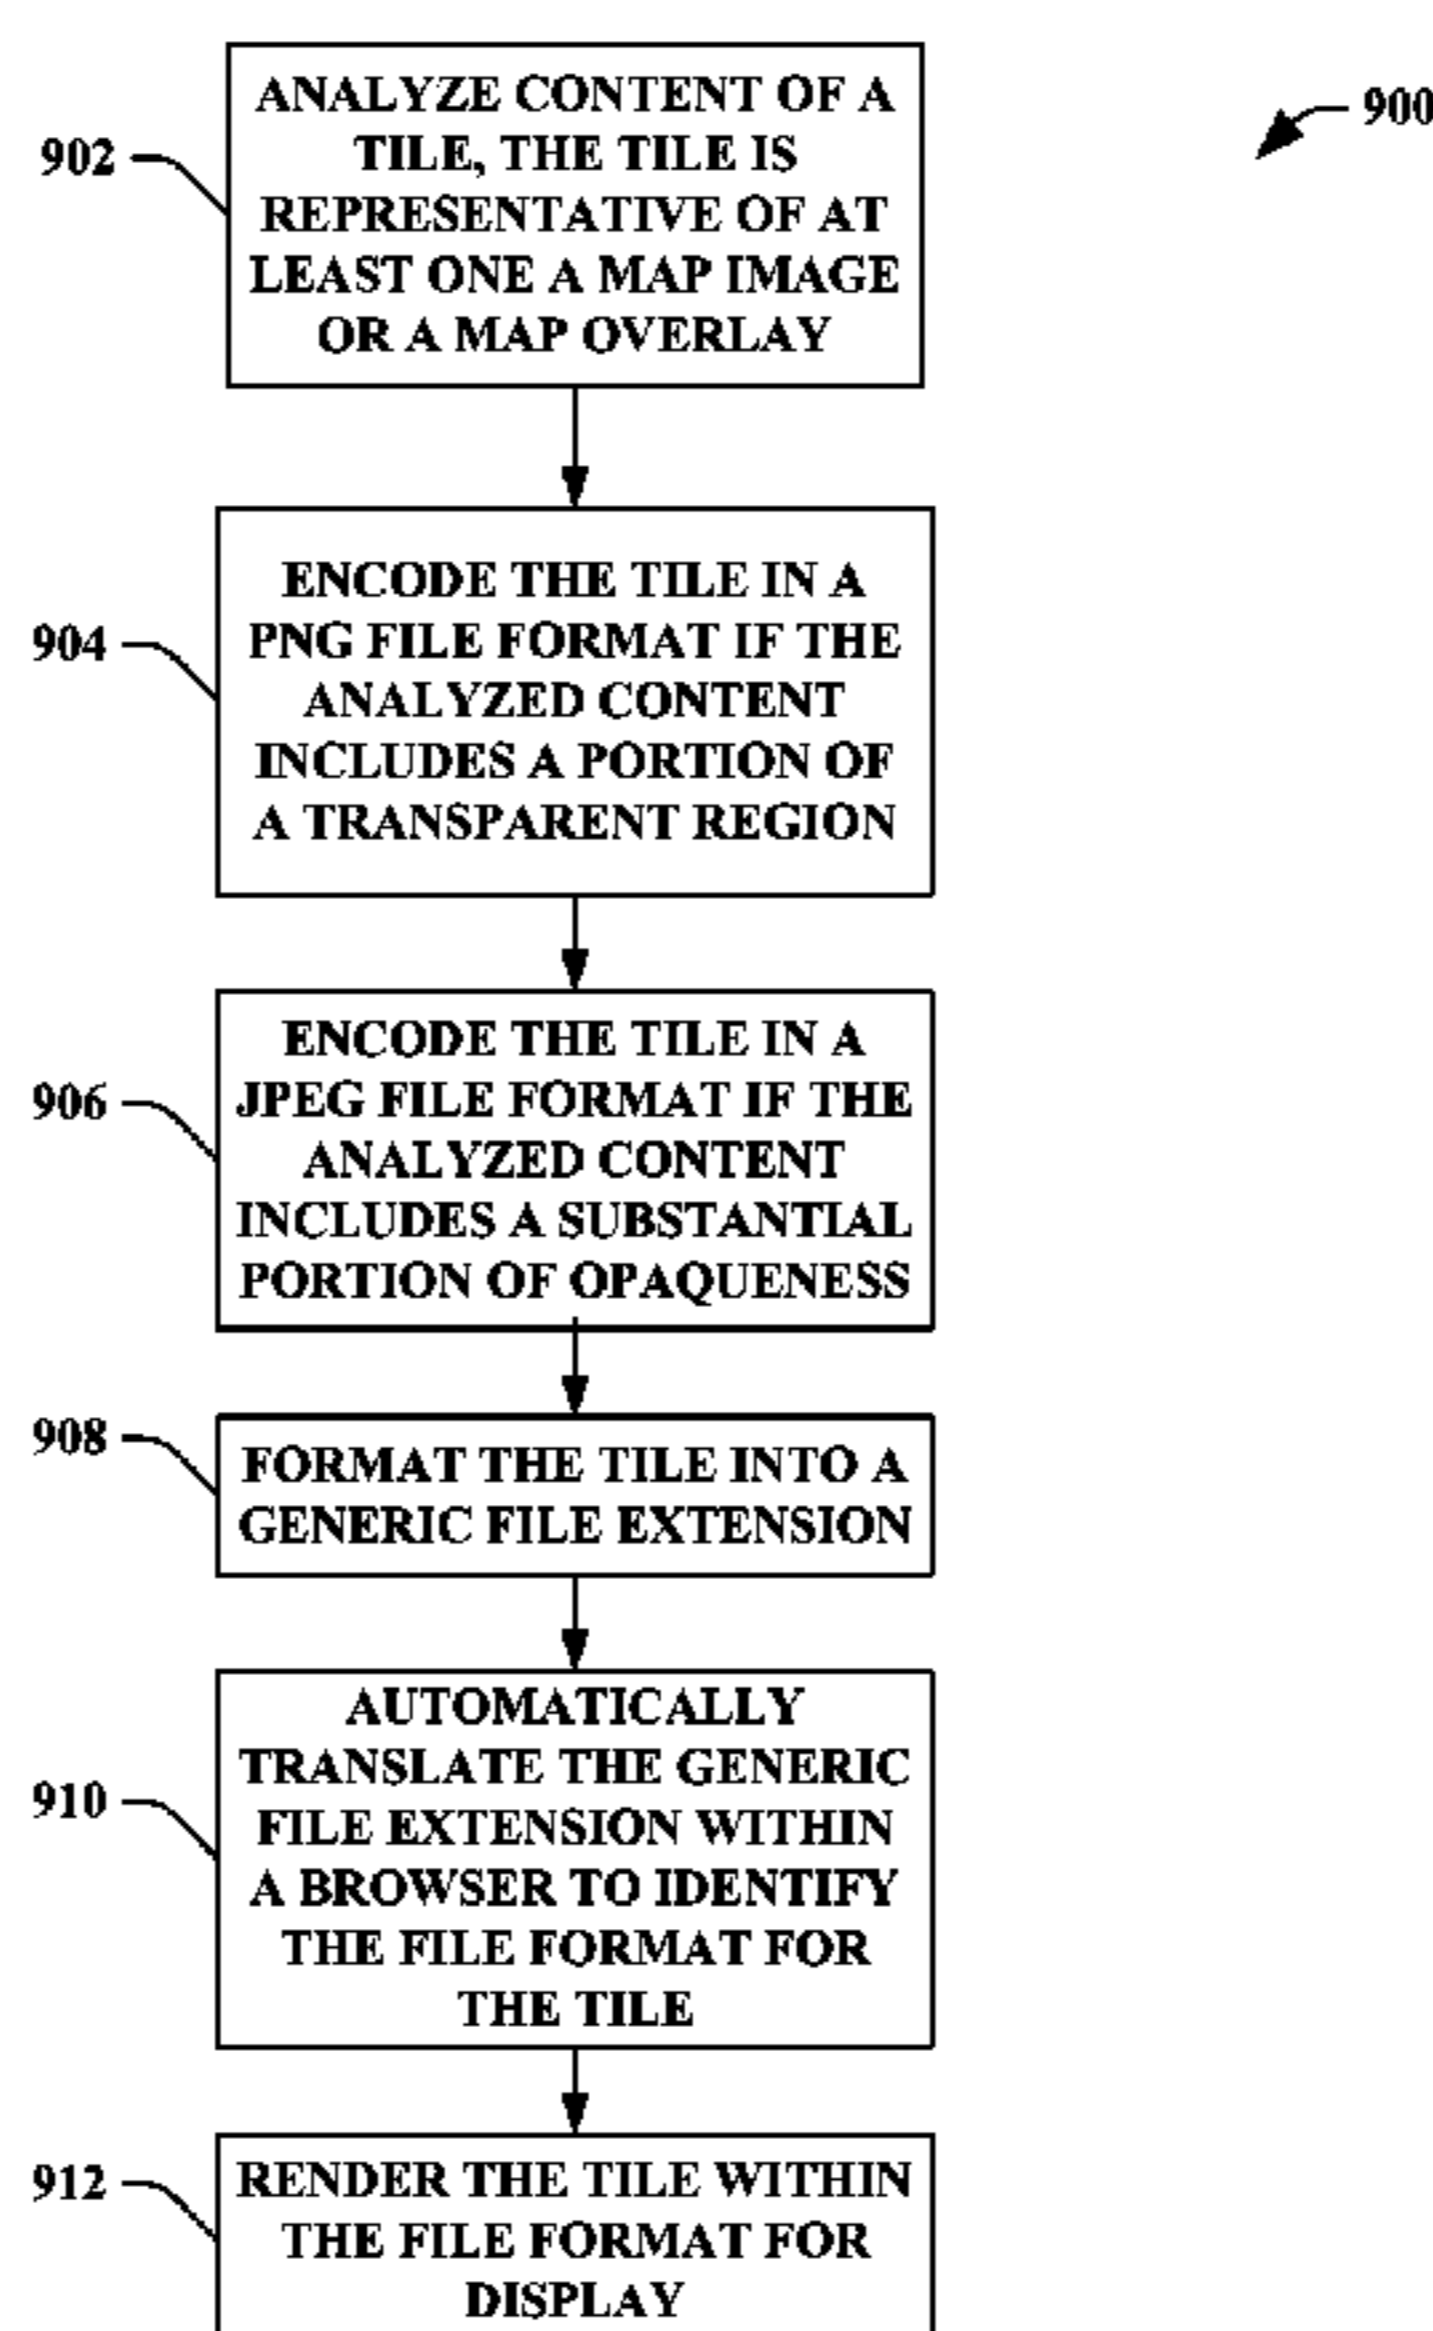 900
902
ANALYZE CONTENT OF A
TILE, THE TILE IS
REPRESENTATIVE OF AT
LEAST ONE A MAP IMAGE
OR A MAP OVERLAY
904
ENCODE THE TILE IN A
PNG FILE FORMAT IF THE
ANALYZED CONTENT
INCLUDES A PORTION OF
A TRANSPARENT REGION
906
ENCODE THE TILE IN A
JPEG FILE FORMAT IF THE
ANALYZED CONTENT
INCLUDES A SUBSTANTIAL
PORTION OF OPAQUENESS
908
FORMAT THE TILE INTO A
GENERIC FILE EXTENSION
910
AUTOMATICALLY
TRANSLATE THE GENERIC
FILE EXTENSION WITHIN
A BROWSER TO IDENTIFY
THE FILE FORMAT FOR
THE TILE
912
RENDER THE TILE WITHIN
THE FILE FORMAT FOR
DISPLAY